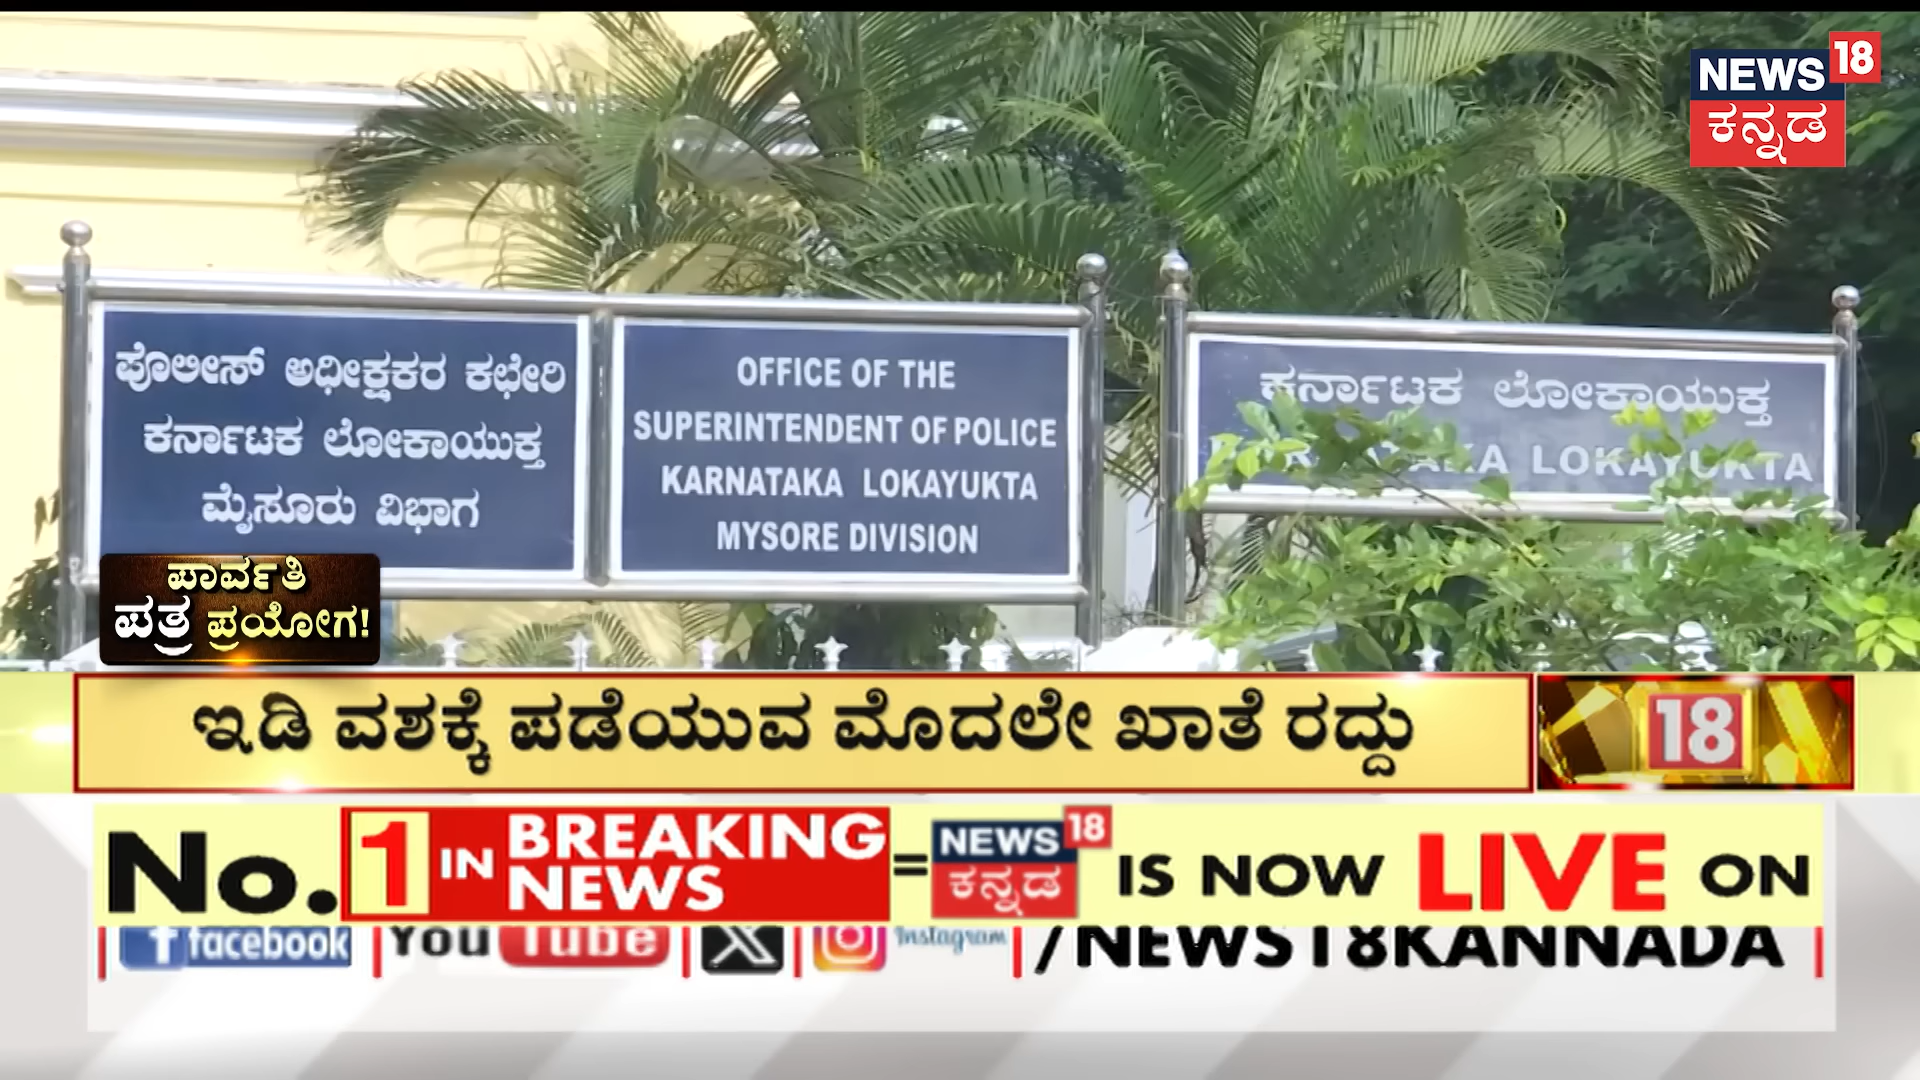 NEWS 18
ಕನ್ನಡ
ಪೊಲೀಸ್ ಅಧೀಕ್ಷಕರ ಕಛೇರಿ
ಕರ್ನಾಟಕ ಲೋಕಾಯುಕ್ತ
ಮೈಸೂರು ವಿಭಾಗ
OFFICE OF THE
SUPERINTENDENT OF POLICE
KARNATAKA LOKAYUKTA
MYSORE DIVISION
ಕರ್ನಾಟಕ ಲೋಕಾಯುಕ್ತ
KARNATAKA LOKAYUKTA
ಪಾರ್ವತಿ
ಪತ್ರ ಪ್ರಯೋಗ!
ಇಡಿ ವಶಕ್ಕೆ ಪಡೆಯುವ ಮೊದಲೇ ಖಾತೆ ರದ್ದು
18
No. 1 IN BREAKING NEWS = NEWS 18 ಕನ್ನಡ IS NOW LIVE ON
facebook YouTube X Instagram /NEWS18KANNADA